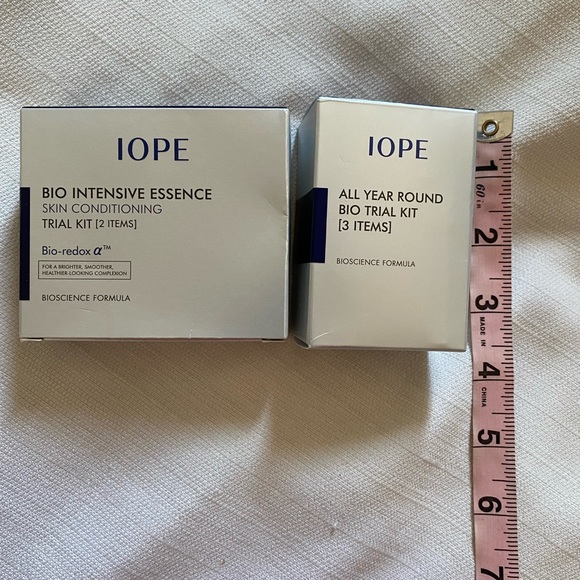 IOPE
BIO INTENSIVE ESSENCE
SKIN CONDITIONING
TRIAL KIT [2 ITEMS]
Bio-redox α™
FOR A BRIGHTER, SMOOTHER,
HEALTHIER-LOOKING COMPLEXION
BIOSCIENCE FORMULA
IOPE
ALL YEAR ROUND
BIO TRIAL KIT
[3 ITEMS]
BIOSCIENCE FORMULA
1
60 in
2
3
MADE IN
4
CHINA
5
6
7